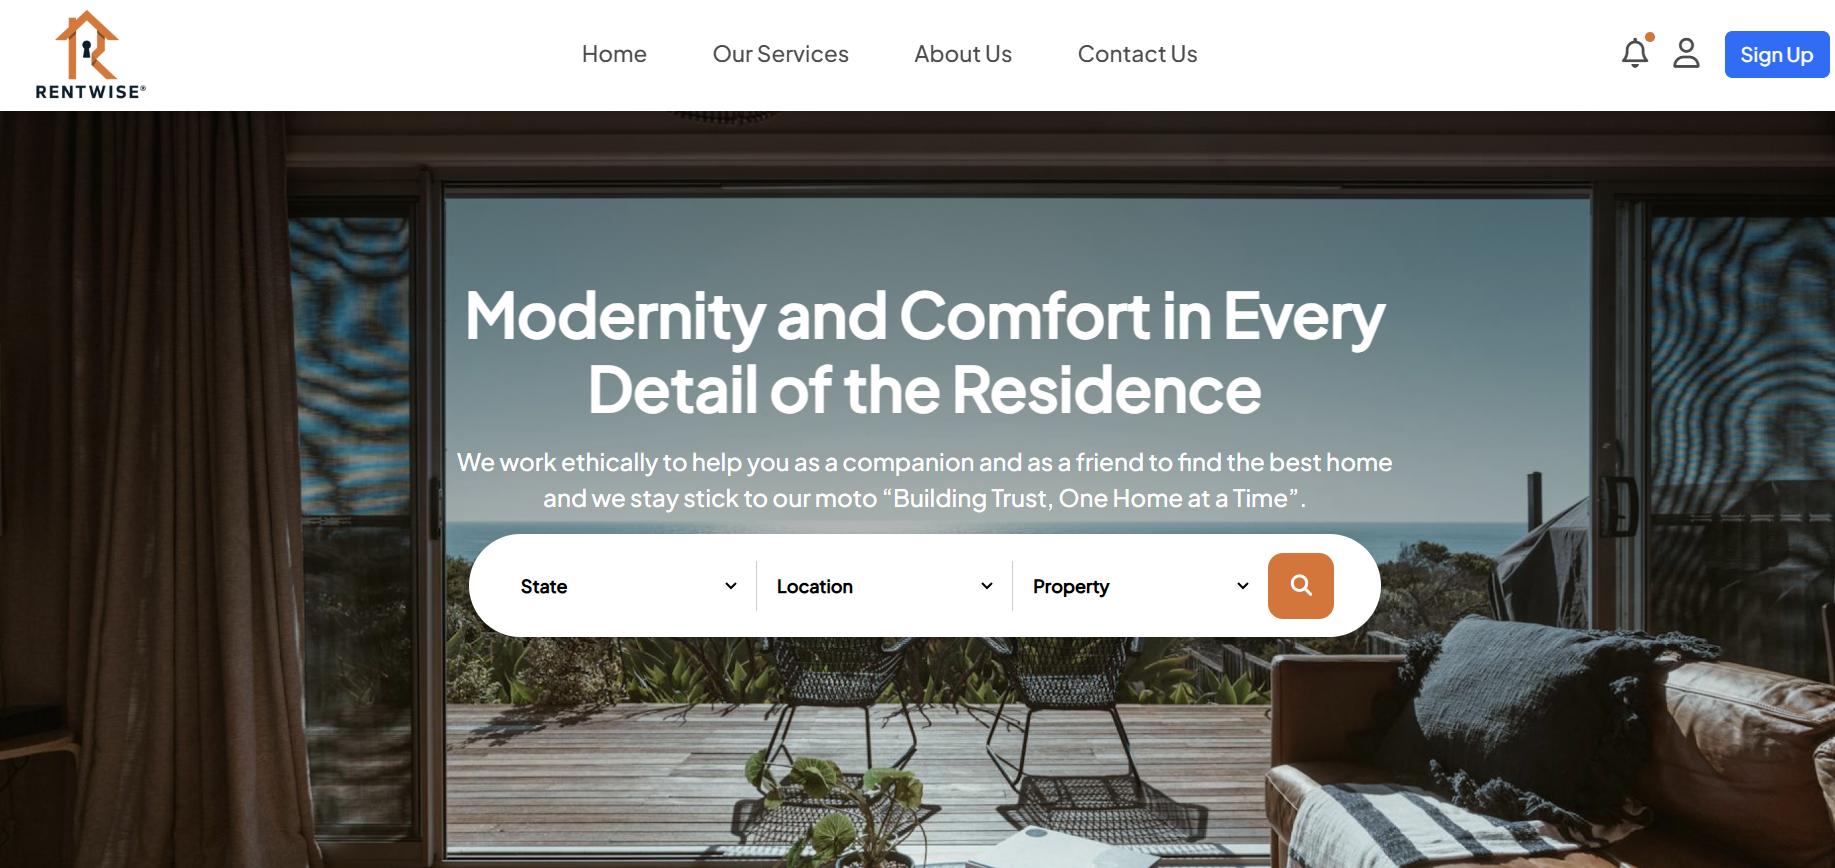 RENTWISE®
Home
Our Services
About Us
Contact Us
Sign Up
Modernity and Comfort in Every
Detail of the Residence
We work ethically to help you as a companion and as a friend to find the best home
and we stay stick to our moto “Building Trust, One Home at a Time”.
State
Location
Property